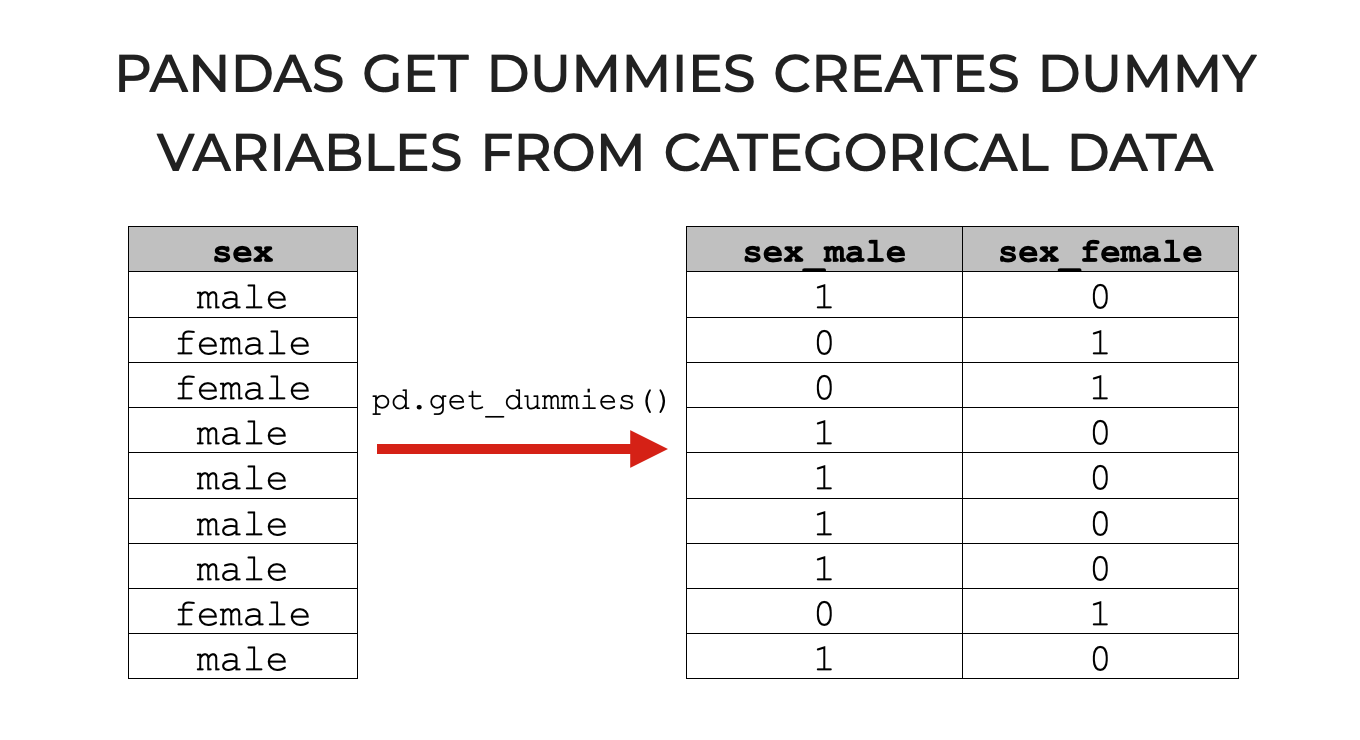 PANDAS GET DUMMIES CREATES DUMMY
VARIABLES FROM CATEGORICAL DATA
sex
male
female
female
male
male
male
male
female
male
pd.get_dummies()
sex_male sex_female
1 0
0 1
0 1
1 0
1 0
1 0
1 0
0 1
1 0